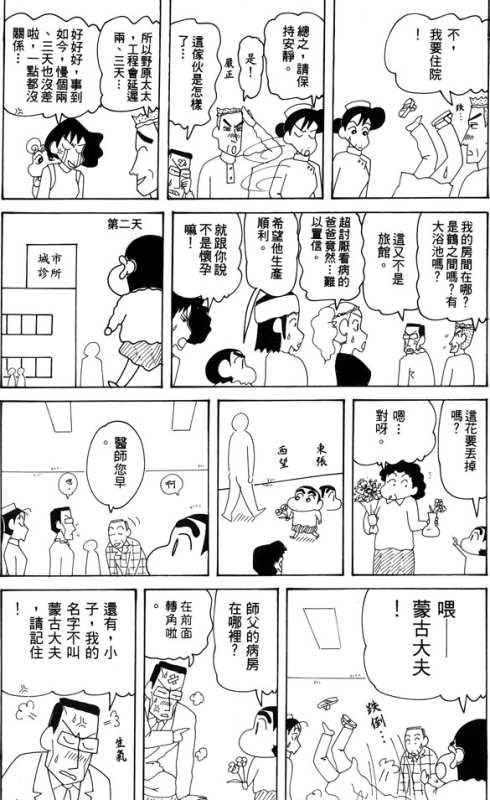 不，
我要住院
！
跌…
總之，請保
持安靜。
是！
嚴正
這傢伙是怎樣
了…
所以野原太太
，工程會延遲
兩、三天…
好好好，事到
如今，慢個兩
、三天也沒差
啦，一點都沒
關係…
我的房間在哪？
是鶴之間嗎？有
大浴池嗎？
這又不是
旅館。
超討厭看病的
爸爸竟然…難
以置信。
希望他生產
順利。
就跟你說
不是懷孕
嘛！
第二天
城市
診所
這花要丟掉
嗎？
嗯…
對呀。
東張
西望
啊
醫師您早
。
喂——
蒙古大夫
！
跌倒…
師父的病房
在哪裡？
在前面
轉角啦
。
還有，小
子，我的
名字不叫
蒙古大夫
，請記住
！
生氣